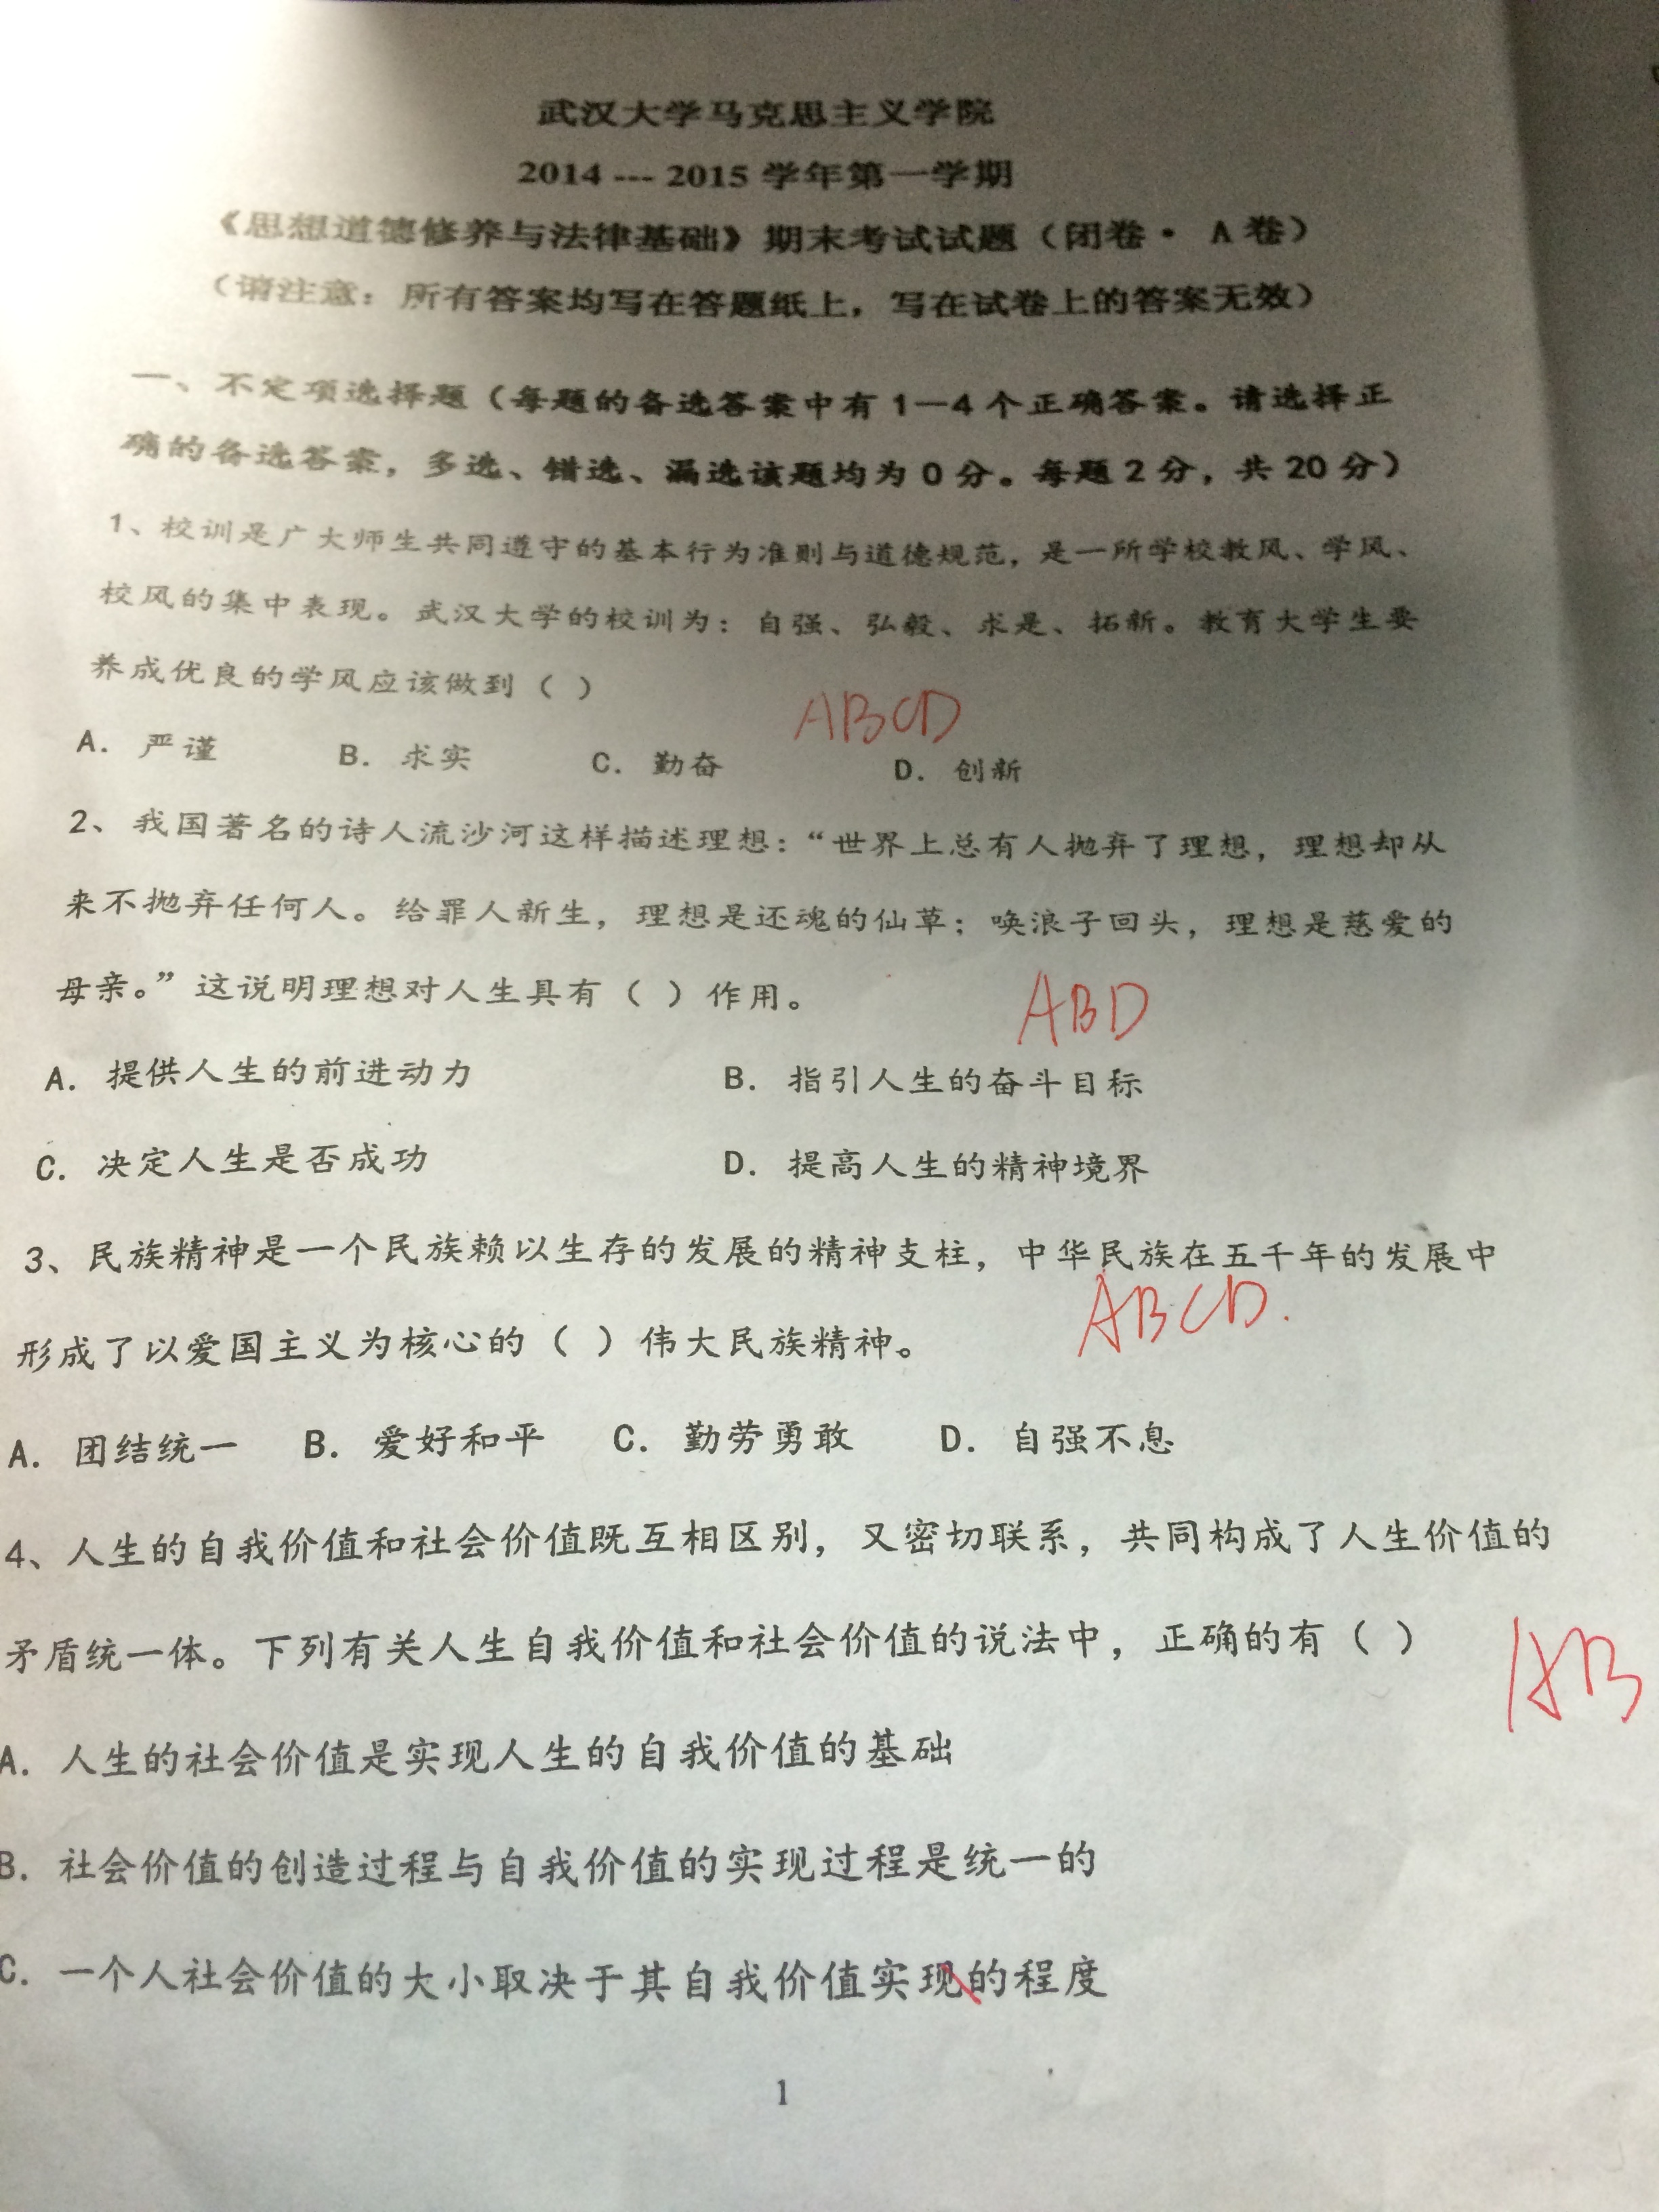 武汉大学马克思主义学院
2014 --- 2015 学年第一学期
《思想道德修养与法律基础》期末考试试题（闭卷· A卷）
（请注意：所有答案均写在答题纸上，写在试卷上的答案无效）
一、不定项选择题（每题的备选答案中有1—4个正确答案。请选择正
确的备选答案，多选、错选、漏选该题均为0分。每题2分，共20分）
1、校训是广大师生共同遵守的基本行为准则与道德规范，是一所学校教风、学风、
校风的集中表现。武汉大学的校训为：自强、弘毅、求是、拓新。教育大学生要
养成优良的学风应该做到（ ）
ABCD
A. 严谨 B. 求实 C. 勤奋 D. 创新
2、我国著名的诗人流沙河这样描述理想：“世界上总有人抛弃了理想，理想却从
来不抛弃任何人。给罪人新生，理想是还魂的仙草；唤浪子回头，理想是慈爱的
母亲。”这说明理想对人生具有（ ）作用。
ABD
A. 提供人生的前进动力 B. 指引人生的奋斗目标
C. 决定人生是否成功 D. 提高人生的精神境界
3、民族精神是一个民族赖以生存的发展的精神支柱，中华民族在五千年的发展中
形成了以爱国主义为核心的（ ）伟大民族精神。
ABCD.
A. 团结统一 B. 爱好和平 C. 勤劳勇敢 D. 自强不息
4、人生的自我价值和社会价值既互相区别，又密切联系，共同构成了人生价值的
矛盾统一体。下列有关人生自我价值和社会价值的说法中，正确的有（ ）
AB
A. 人生的社会价值是实现人生的自我价值的基础
B. 社会价值的创造过程与自我价值的实现过程是统一的
C. 一个人社会价值的大小取决于其自我价值实现的程度
1